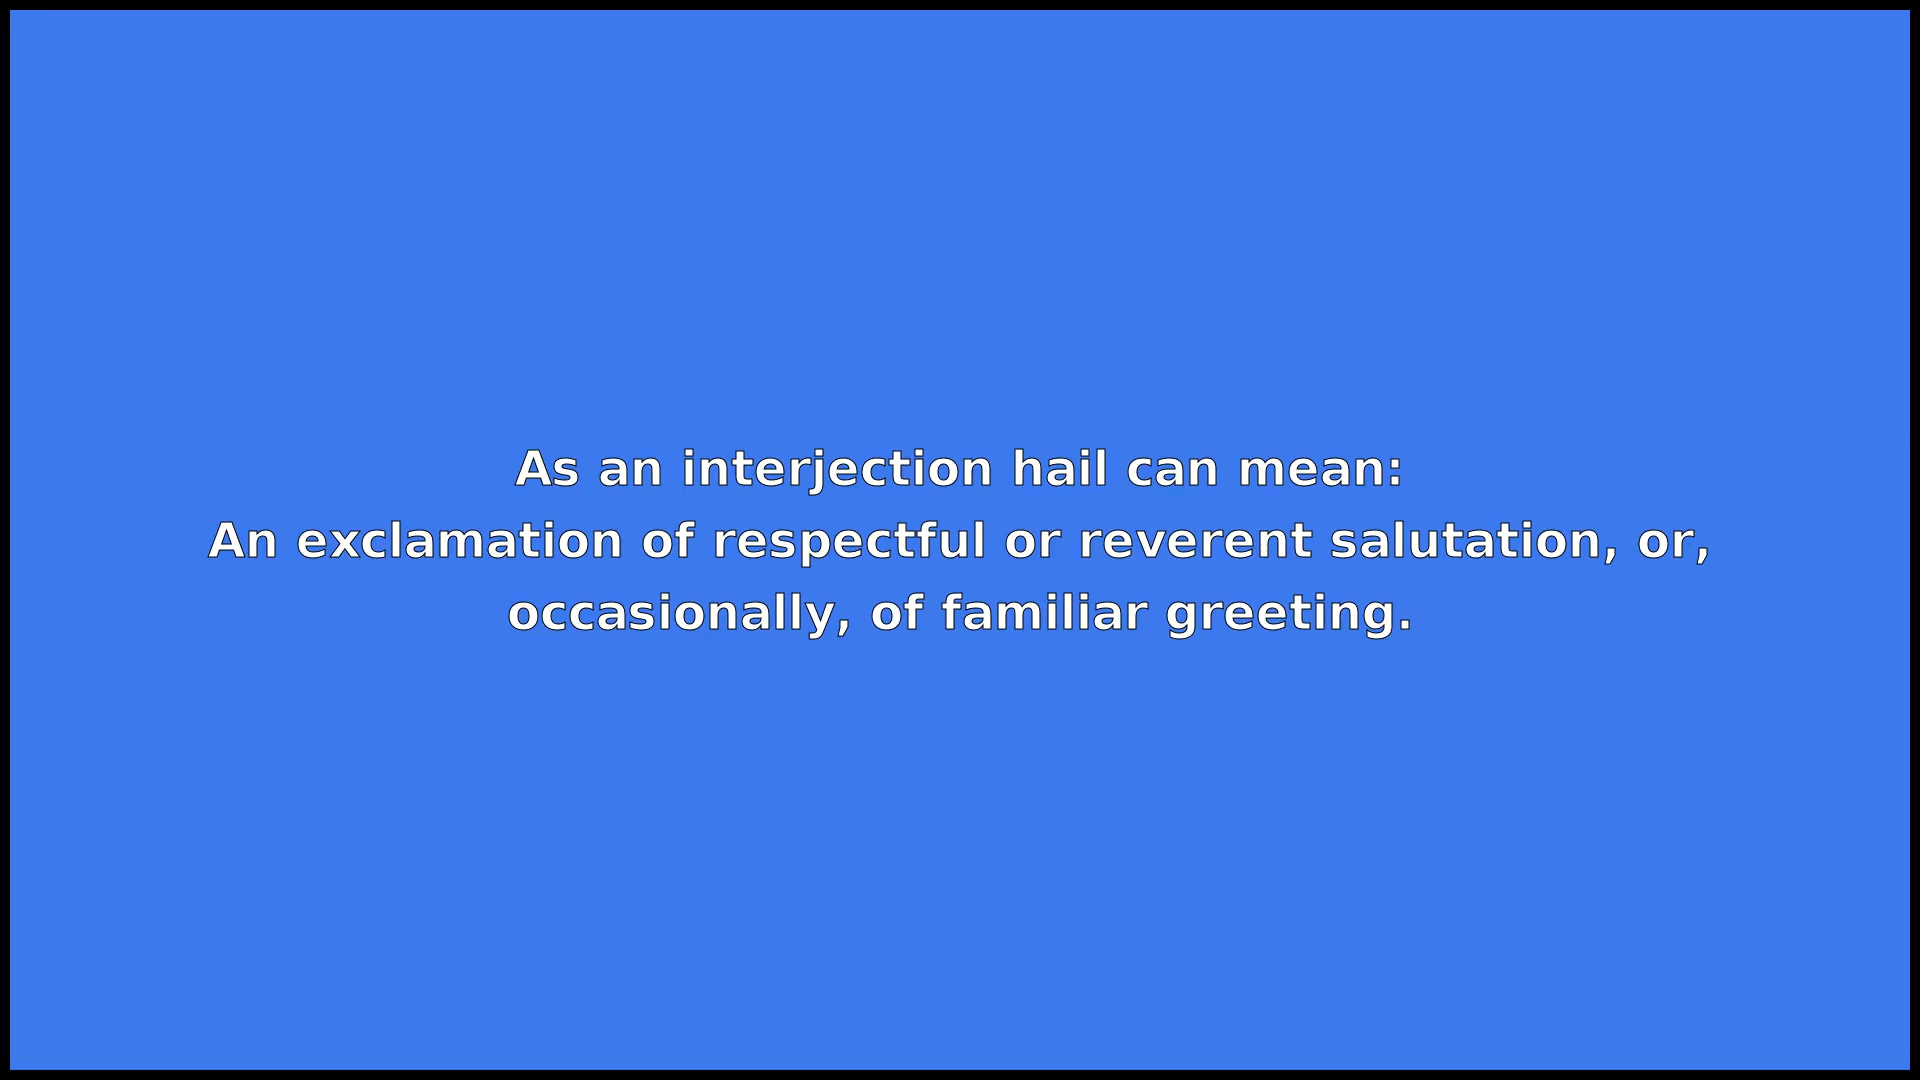 As an interjection hail can mean:
An exclamation of respectful or reverent salutation, or,
occasionally, of familiar greeting.